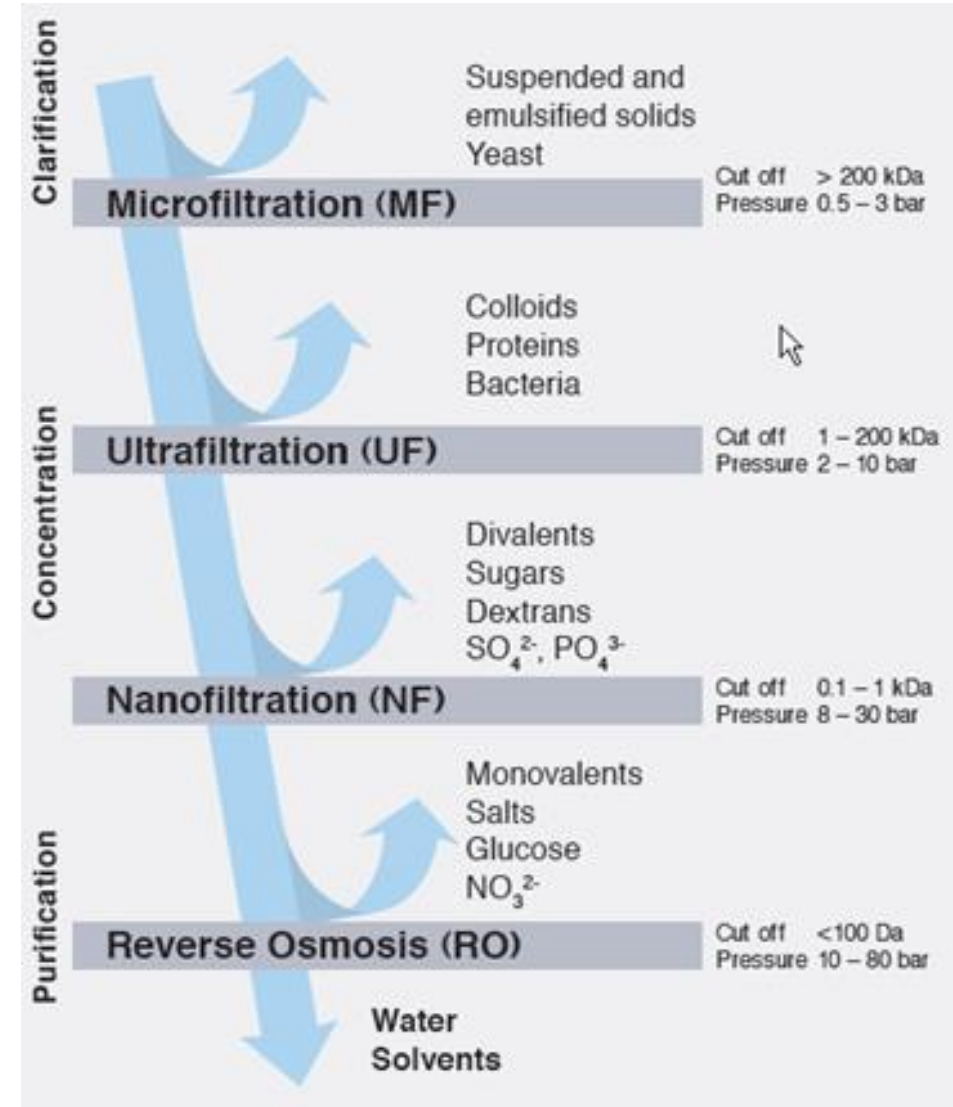 Clarification
Suspended and
emulsified solids
Yeast
Microfiltration (MF)
Cut off > 200 kDa
Pressure 0.5 – 3 bar
Colloids
Proteins
Bacteria
Concentration
Ultrafiltration (UF)
Cut off 1 – 200 kDa
Pressure 2 – 10 bar
Divalents
Sugars
Dextrans
SO₄²⁻, PO₄³⁻
Nanofiltration (NF)
Cut off 0.1 – 1 kDa
Pressure 8 – 30 bar
Monovalents
Salts
Glucose
NO₃²⁻
Purification
Reverse Osmosis (RO)
Cut off <100 Da
Pressure 10 – 80 bar
Water
Solvents